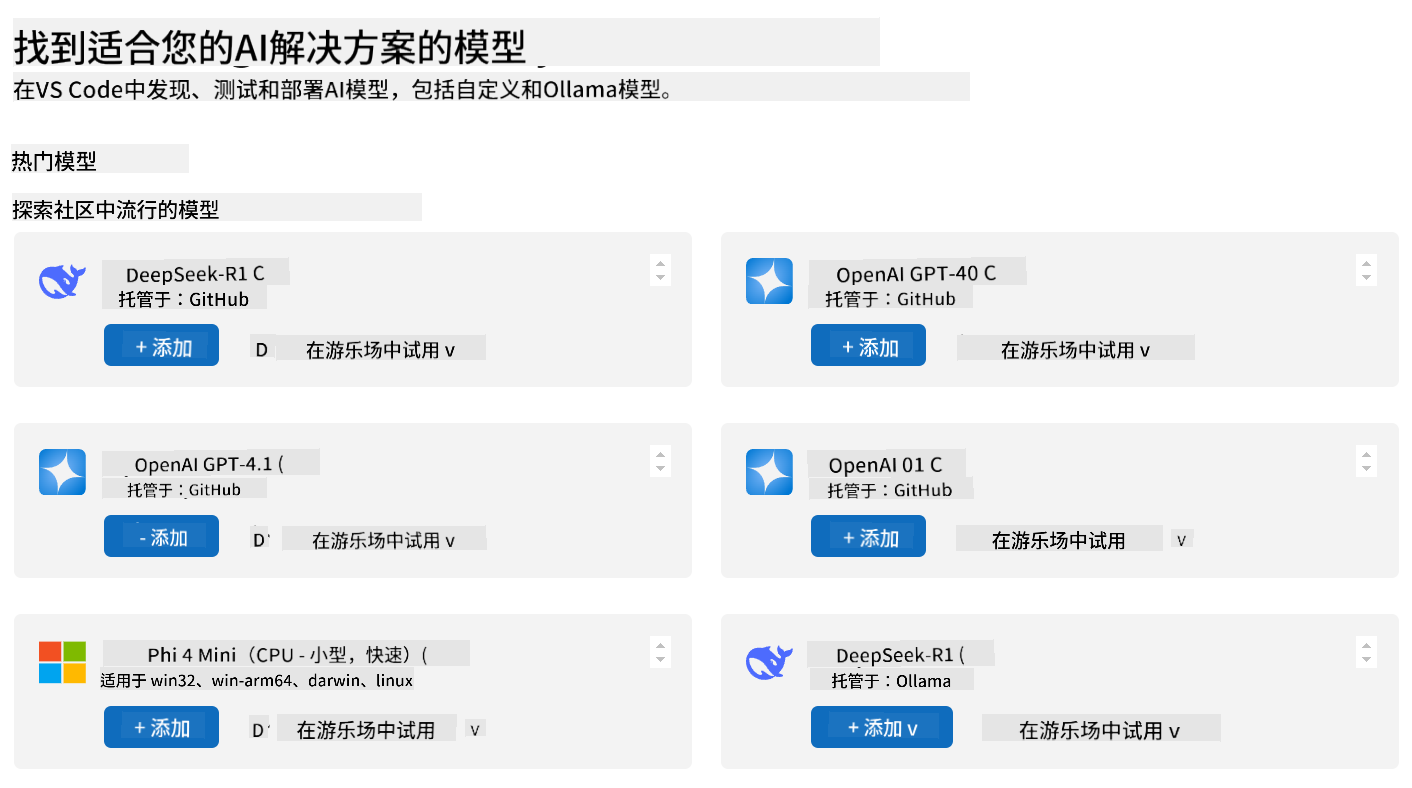 找到适合您的AI解决方案的模型
在VS Code中发现、测试和部署AI模型，包括自定义和Ollama模型。
热门模型
探索社区中流行的模型
DeepSeek-R1 C
托管于：GitHub
+ 添加
D
在游乐场中试用 v
OpenAI GPT-40 C
托管于：GitHub
+ 添加
在游乐场中试用 v
OpenAI GPT-4.1 (
托管于：GitHub
- 添加
D
在游乐场中试用 v
OpenAI 01 C
托管于：GitHub
+ 添加
在游乐场中试用
v
Phi 4 Mini（CPU - 小型，快速）(
适用于 win32、win-arm64、darwin、linux
+ 添加
D
在游乐场中试用
v
DeepSeek-R1 (
托管于：Ollama
+ 添加 v
在游乐场中试用 v